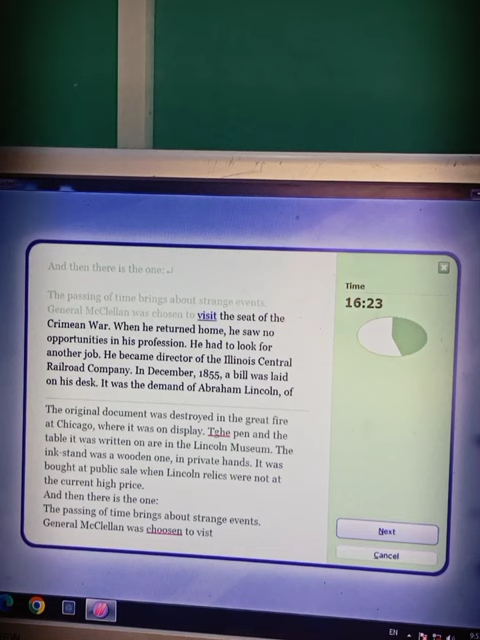 And then there is the one:↵
The passing of time brings about strange events.
General McClellan was chosen to visit the seat of the
Crimean War. When he returned home, he saw no
opportunities in his profession. He had to look for
another job. He became director of the Illinois Central
Railroad Company. In December, 1855, a bill was laid
on his desk. It was the demand of Abraham Lincoln, of
The original document was destroyed in the great fire
at Chicago, where it was on display. Tghe pen and the
table it was written on are in the Lincoln Museum. The
ink-stand was a wooden one, in private hands. It was
bought at public sale when Lincoln relics were not at
the current high price.
And then there is the one:
The passing of time brings about strange events.
General McClellan was choosen to vist
Time
16:23
Next
Cancel
EN